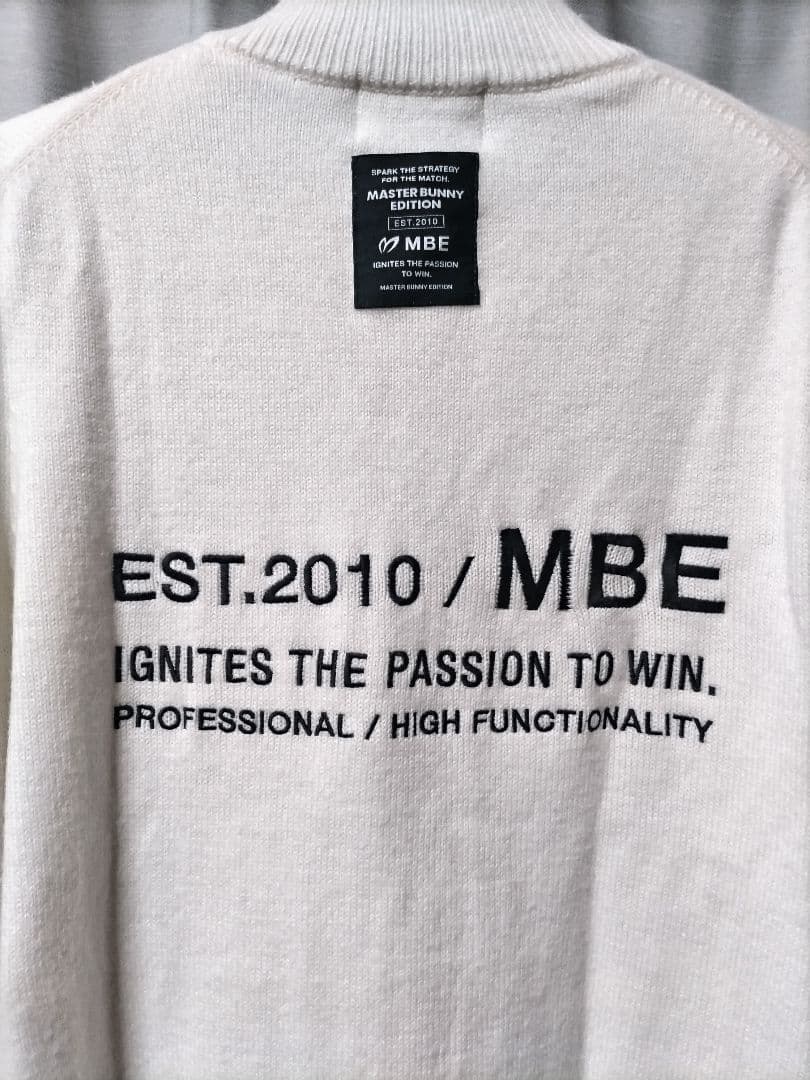 SPARK THE STRATEGY
FOR THE MATCH.
MASTER BUNNY
EDITION
EST.2010
MBE
IGNITES THE PASSION
TO WIN.
MASTER BUNNY EDITION
EST.2010 / MBE
IGNITES THE PASSION TO WIN.
PROFESSIONAL / HIGH FUNCTIONALITY